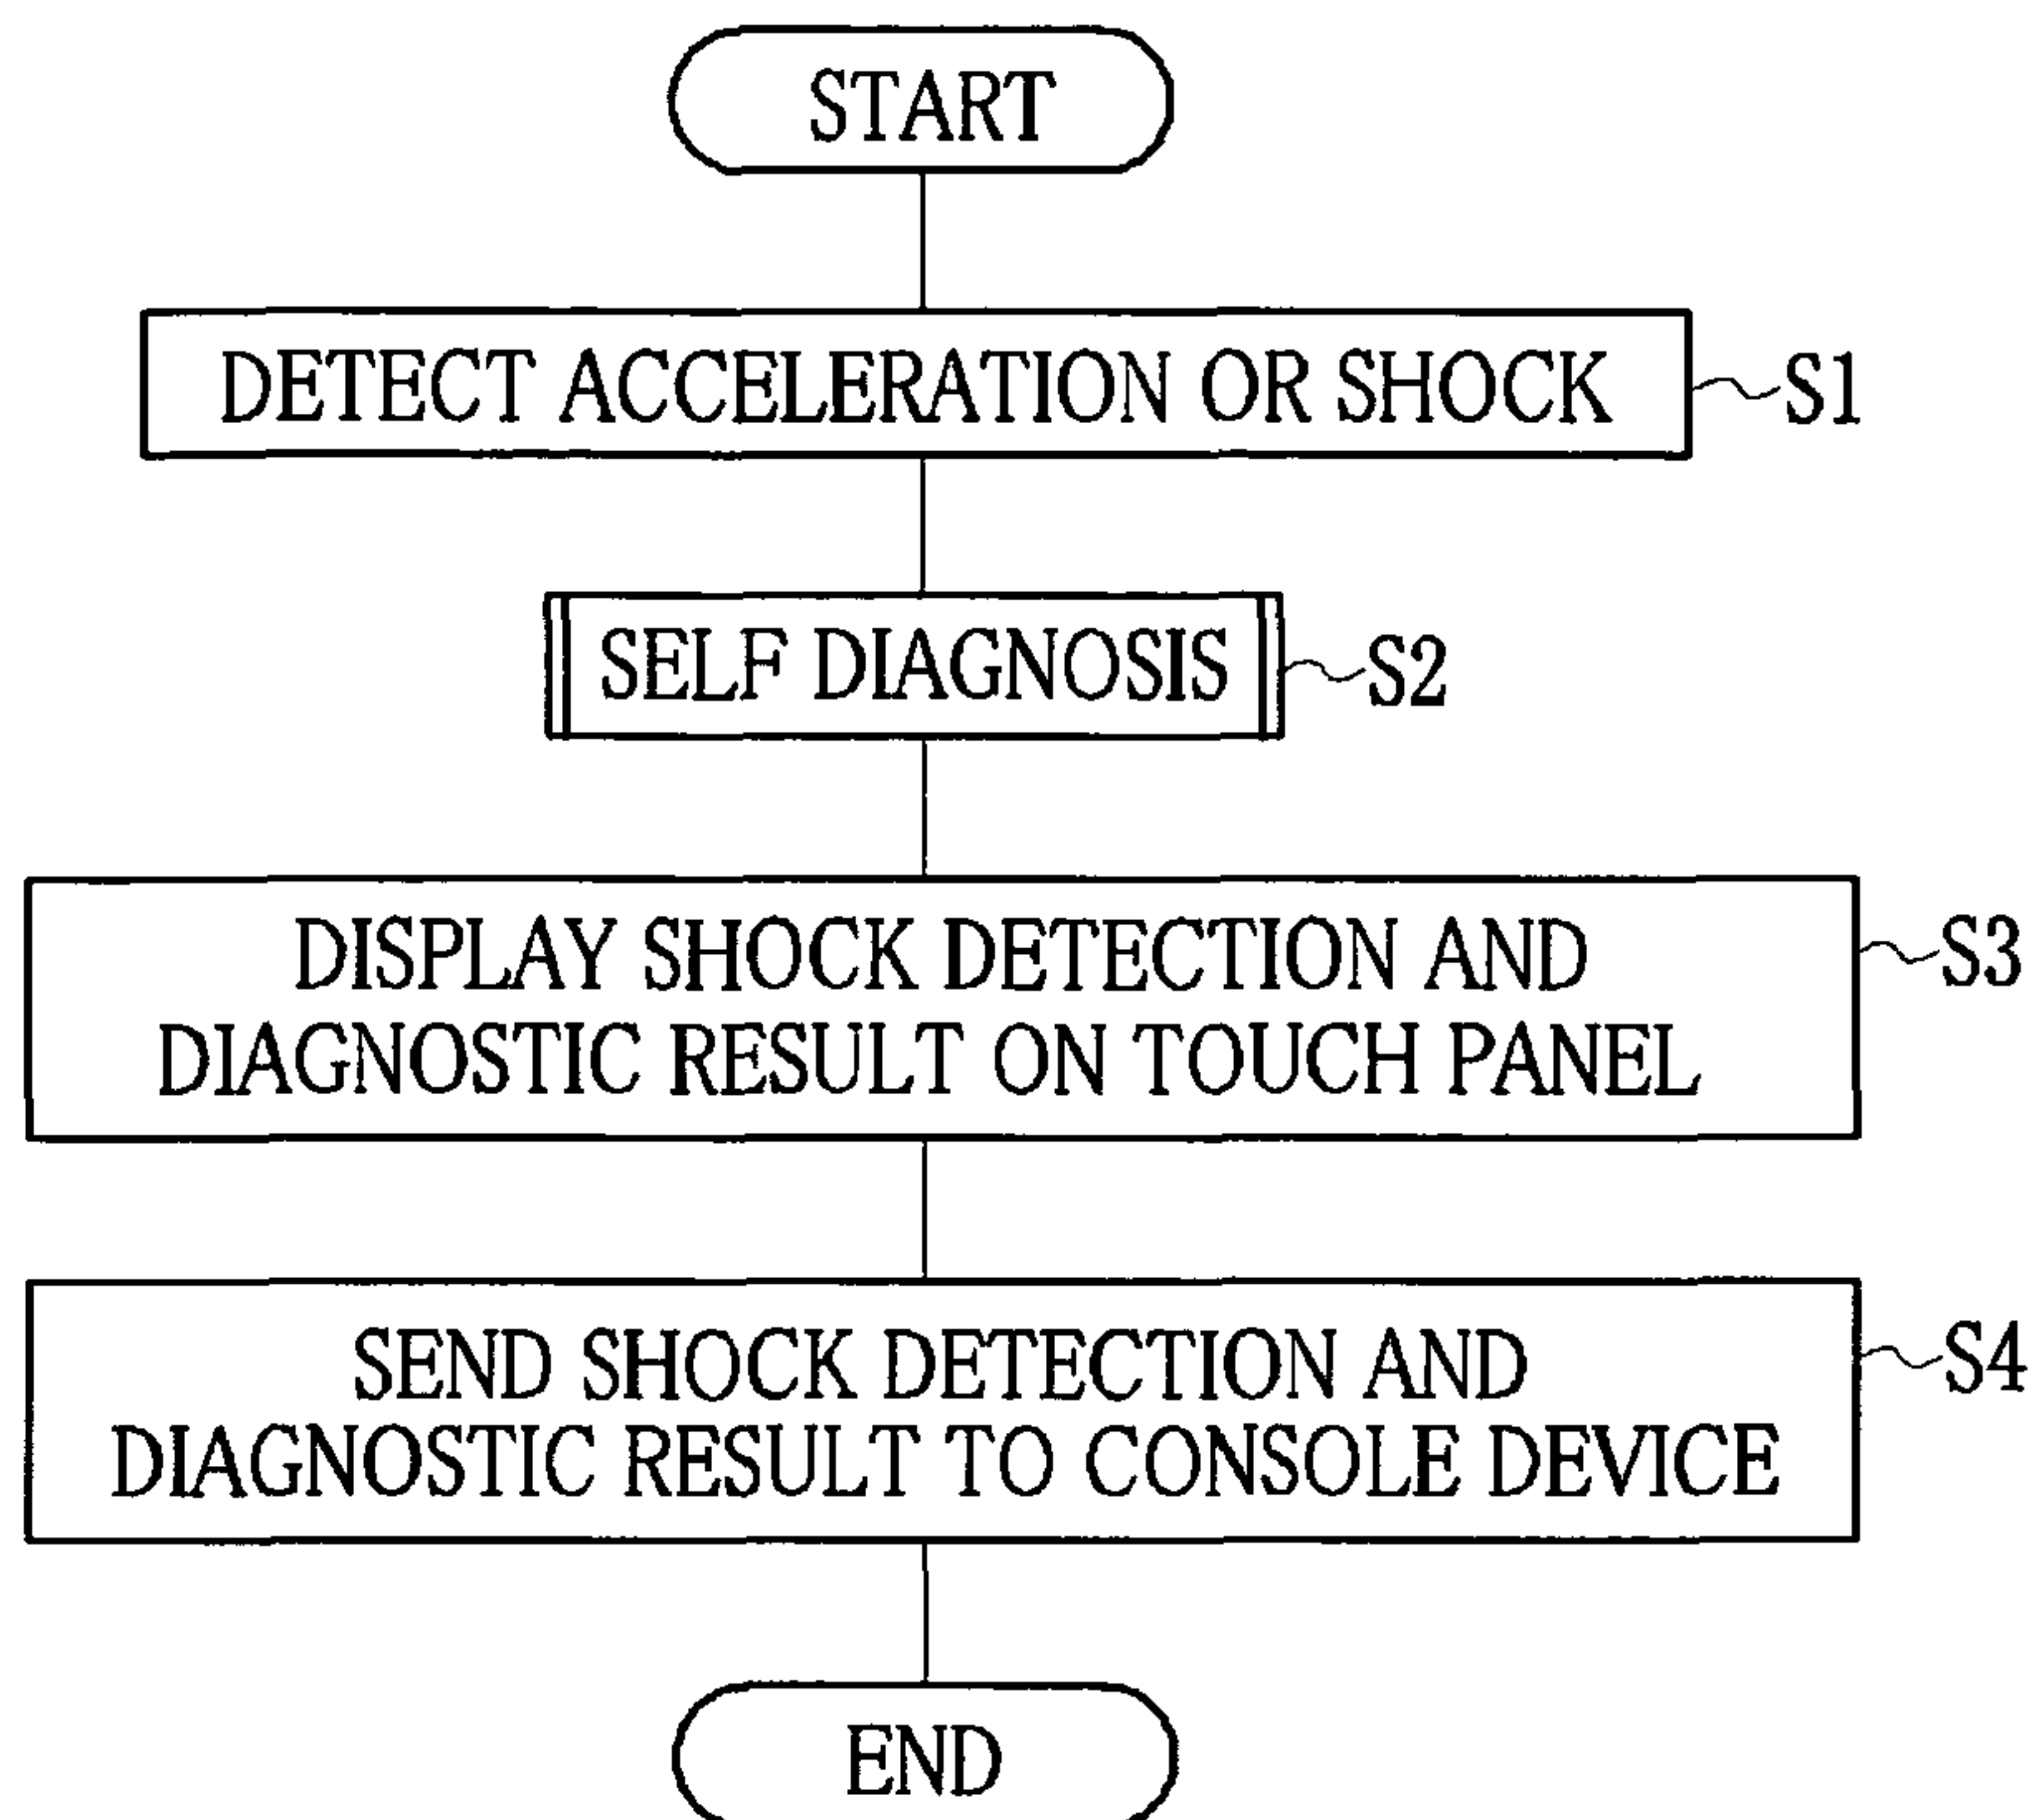 START
DETECT ACCELERATION OR SHOCK
S1
SELF DIAGNOSIS
S2
DISPLAY SHOCK DETECTION AND
DIAGNOSTIC RESULT ON TOUCH PANEL
S3
SEND SHOCK DETECTION AND
DIAGNOSTIC RESULT TO CONSOLE DEVICE
S4
END